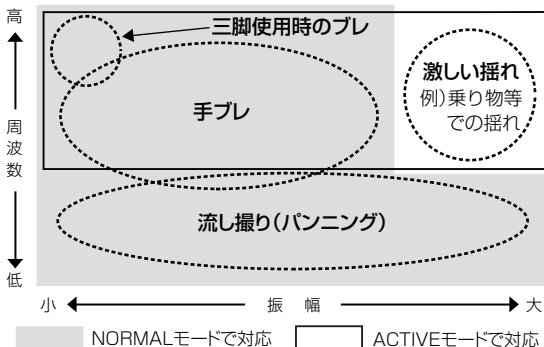 高
周波数
低
三脚使用時のブレ
手ブレ
激しい揺れ
例)乗り物等
での揺れ
流し撮り(パンニング)
小
振 幅
大
NORMALモードで対応
ACTIVEモードで対応